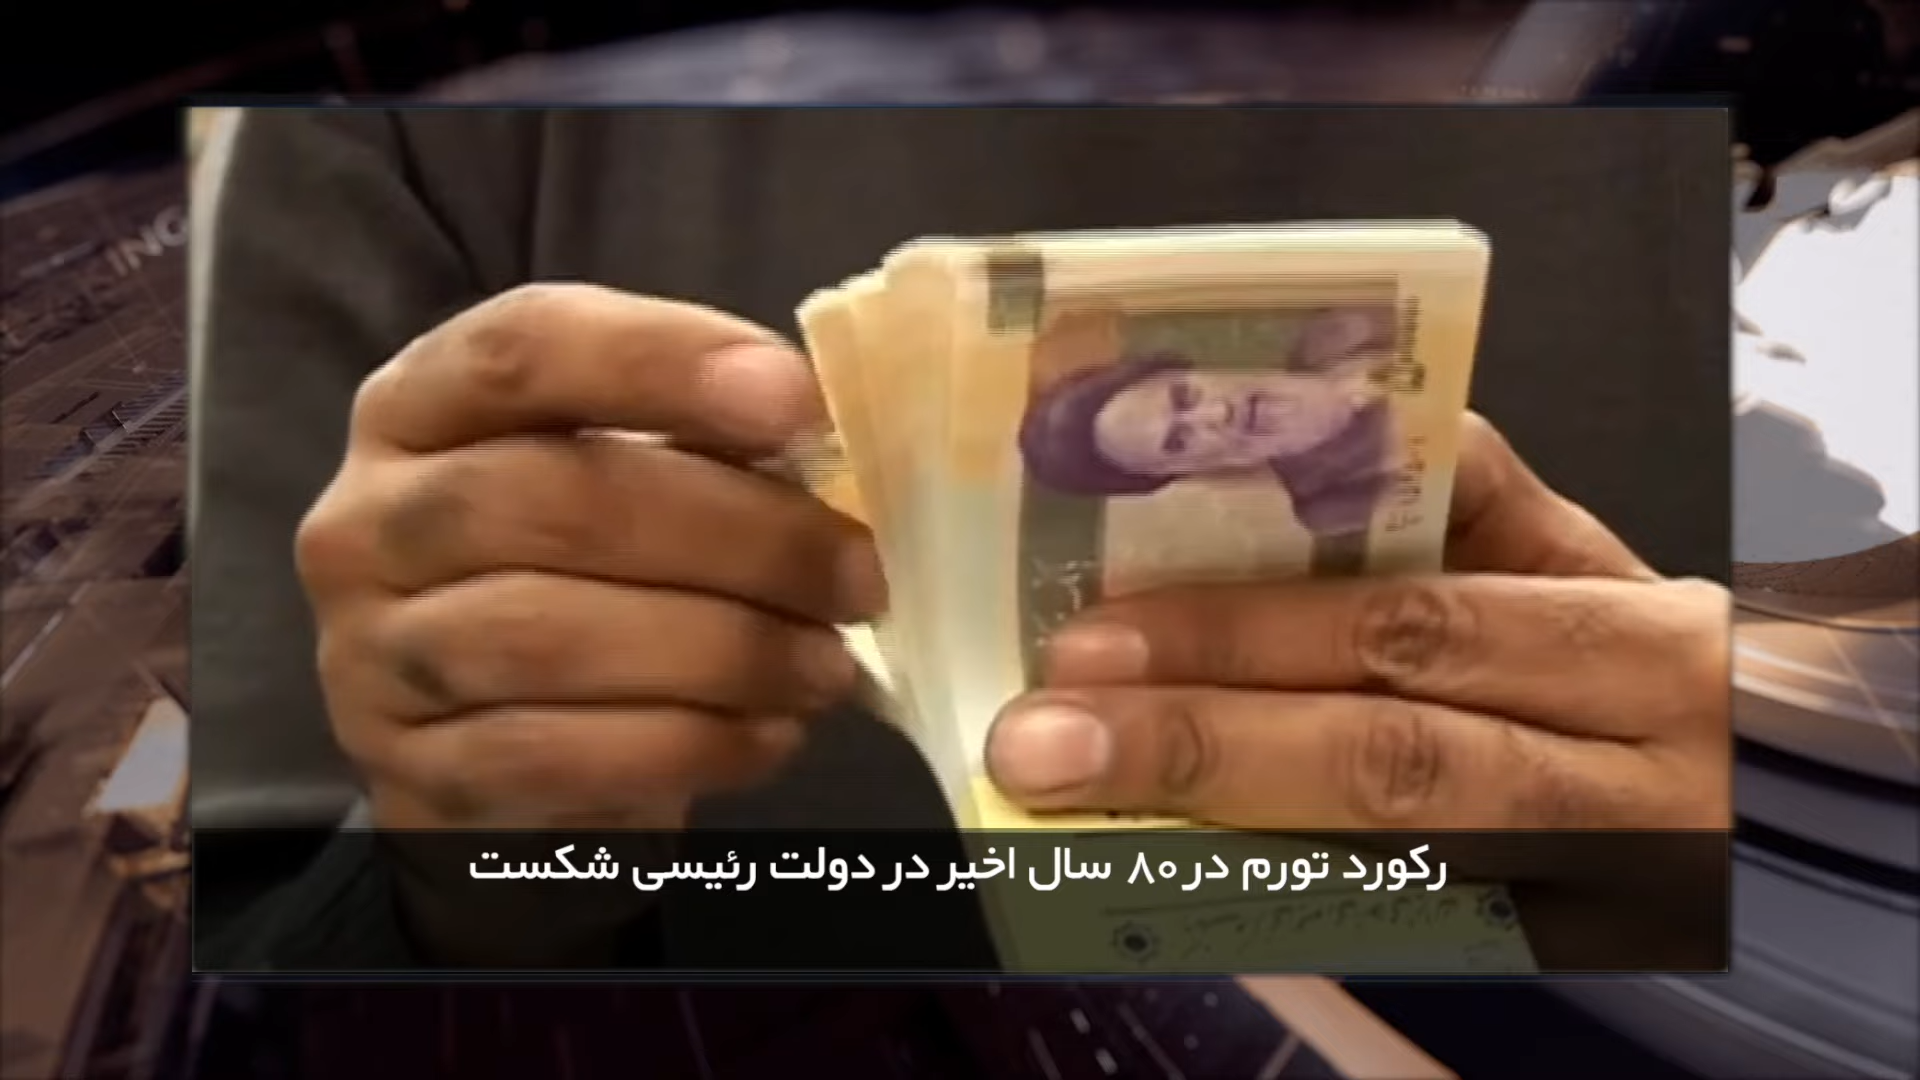 رکورد تورم در ۸۰ سال اخیر در دولت رئیسی شکست